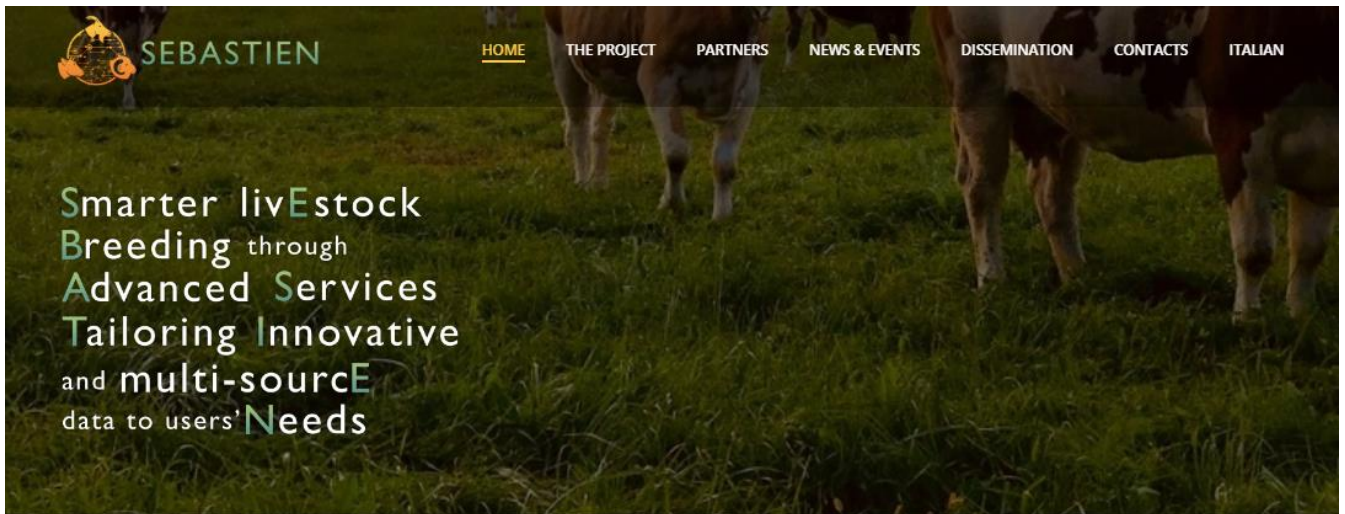 SEBASTIEN
HOME THE PROJECT PARTNERS NEWS & EVENTS DISSEMINATION CONTACTS ITALIAN
Smarter livEstock
Breeding through
Advanced Services
Tailoring Innovative
and multi-sourcE
data to users' Needs